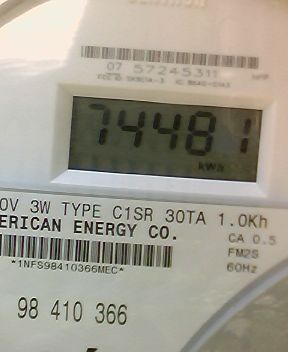 07 57245311
74481
kWh
0V 3W TYPE C1SR 30TA 1.0Kh
ERICAN ENERGY CO.
CA 0.5
FM2S
60Hz
*1NFS98410366MEC*
98 410 366